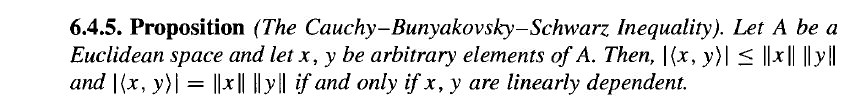 6.4.5. Proposition (The Cauchy–Bunyakovsky–Schwarz Inequality). Let A be a
Euclidean space and let x, y be arbitrary elements of A. Then, |⟨x, y⟩| ≤ ‖x‖ ‖y‖
and |⟨x, y⟩| = ‖x‖ ‖y‖ if and only if x, y are linearly dependent.